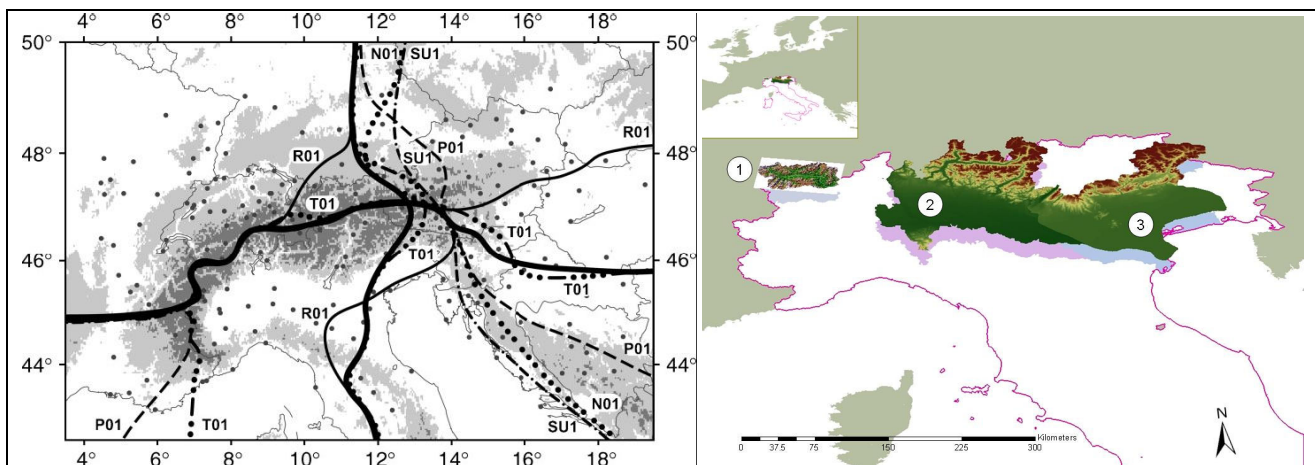 4° 6° 8° 10° 12° 14° 16° 18°
50°
N01 SU1
R01
48°
R01 SU1 P01
T01
T01
T01
46°
T01
R01
P01
44°
N01
P01 T01
SU1
4° 6° 8° 10° 12° 14° 16° 18°
50°
48°
46°
44°
1
2
3
N
Kilometers
0 37.5 75 150 225 300